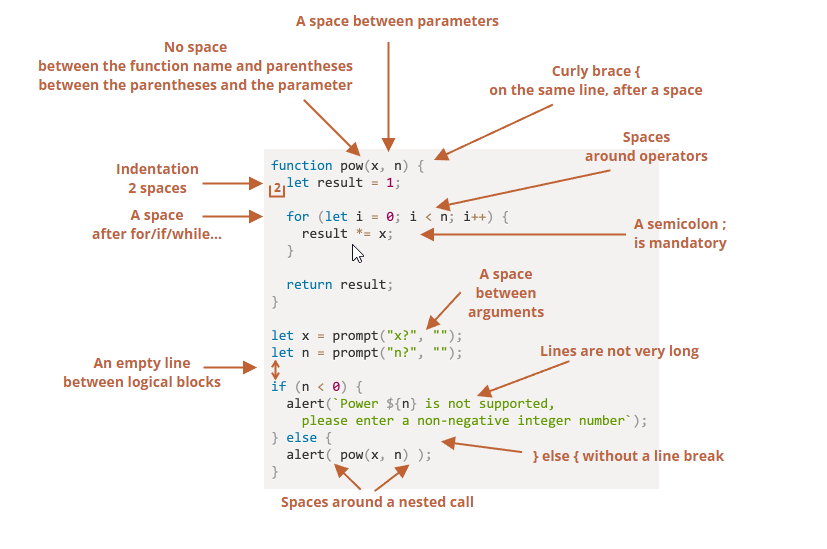 A space between parameters
No space
between the function name and parentheses
between the parentheses and the parameter
Curly brace {
on the same line, after a space
Spaces
around operators
Indentation
2 spaces
A space
after for/if/while...
A semicolon ;
is mandatory
A space
between
arguments
An empty line
between logical blocks
Lines are not very long
} else { without a line break
Spaces around a nested call
function pow(x, n) {
2
  let result = 1;

  for (let i = 0; i < n; i++) {
    result *= x;
  }

  return result;
}

let x = prompt("x?", "");
let n = prompt("n?", "");

if (n < 0) {
  alert(`Power ${n} is not supported,
    please enter a non-negative integer number`);
} else {
  alert( pow(x, n) );
}